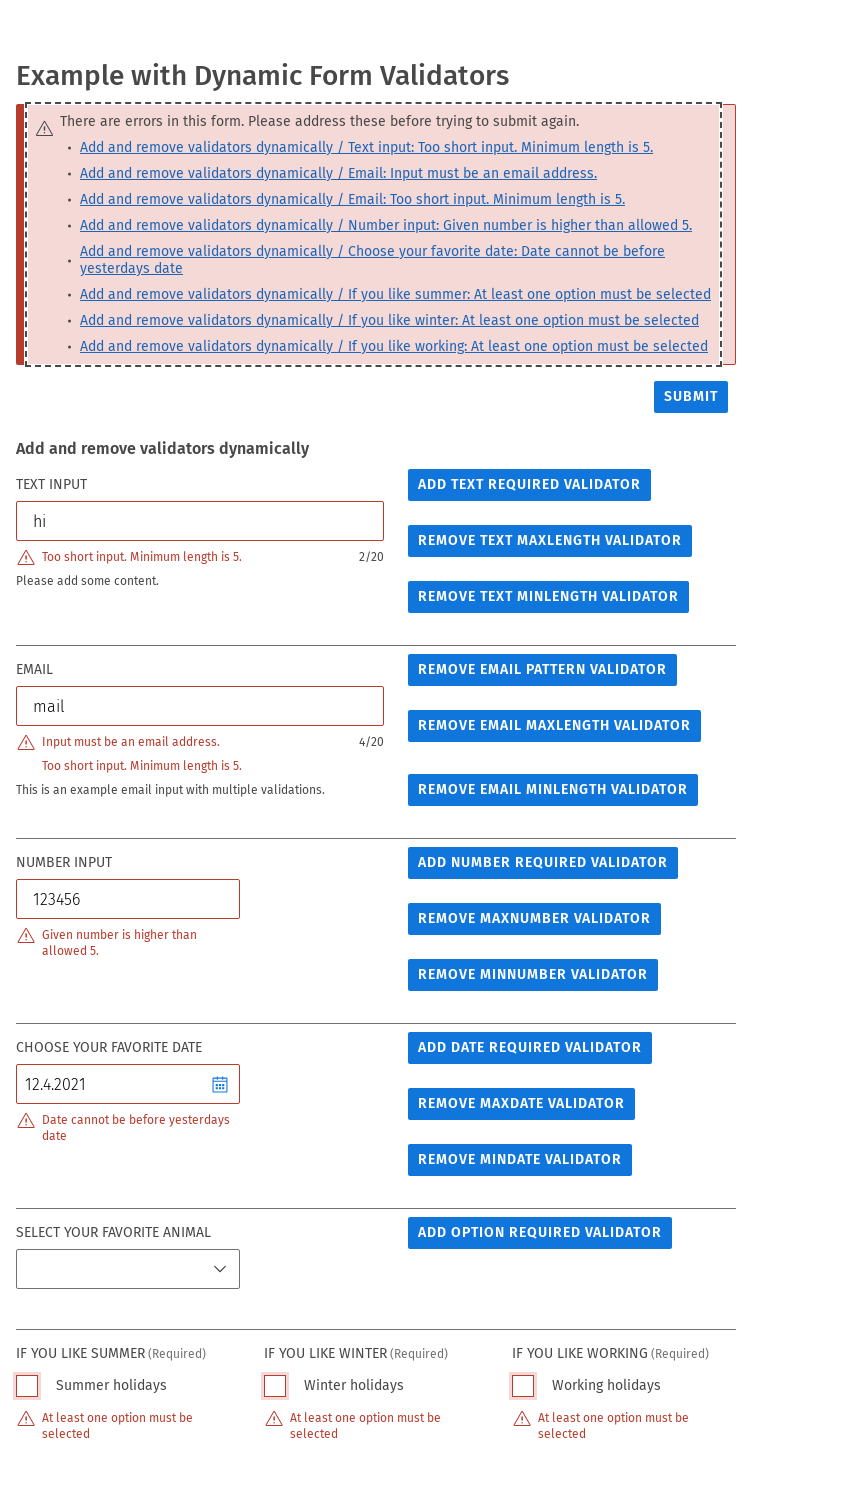 Example with Dynamic Form Validators
There are errors in this form. Please address these before trying to submit again.
• Add and remove validators dynamically / Text input: Too short input. Minimum length is 5.
• Add and remove validators dynamically / Email: Input must be an email address.
• Add and remove validators dynamically / Email: Too short input. Minimum length is 5.
• Add and remove validators dynamically / Number input: Given number is higher than allowed 5.
• Add and remove validators dynamically / Choose your favorite date: Date cannot be before
yesterdays date
• Add and remove validators dynamically / If you like summer: At least one option must be selected
• Add and remove validators dynamically / If you like winter: At least one option must be selected
• Add and remove validators dynamically / If you like working: At least one option must be selected
SUBMIT
Add and remove validators dynamically
TEXT INPUT
hi
Too short input. Minimum length is 5. 2/20
Please add some content.
ADD TEXT REQUIRED VALIDATOR
REMOVE TEXT MAXLENGTH VALIDATOR
REMOVE TEXT MINLENGTH VALIDATOR
EMAIL
mail
Input must be an email address. 4/20
Too short input. Minimum length is 5.
This is an example email input with multiple validations.
REMOVE EMAIL PATTERN VALIDATOR
REMOVE EMAIL MAXLENGTH VALIDATOR
REMOVE EMAIL MINLENGTH VALIDATOR
NUMBER INPUT
123456
Given number is higher than
allowed 5.
ADD NUMBER REQUIRED VALIDATOR
REMOVE MAXNUMBER VALIDATOR
REMOVE MINNUMBER VALIDATOR
CHOOSE YOUR FAVORITE DATE
12.4.2021
Date cannot be before yesterdays
date
ADD DATE REQUIRED VALIDATOR
REMOVE MAXDATE VALIDATOR
REMOVE MINDATE VALIDATOR
SELECT YOUR FAVORITE ANIMAL
ADD OPTION REQUIRED VALIDATOR
IF YOU LIKE SUMMER (Required)
Summer holidays
At least one option must be
selected
IF YOU LIKE WINTER (Required)
Winter holidays
At least one option must be
selected
IF YOU LIKE WORKING (Required)
Working holidays
At least one option must be
selected